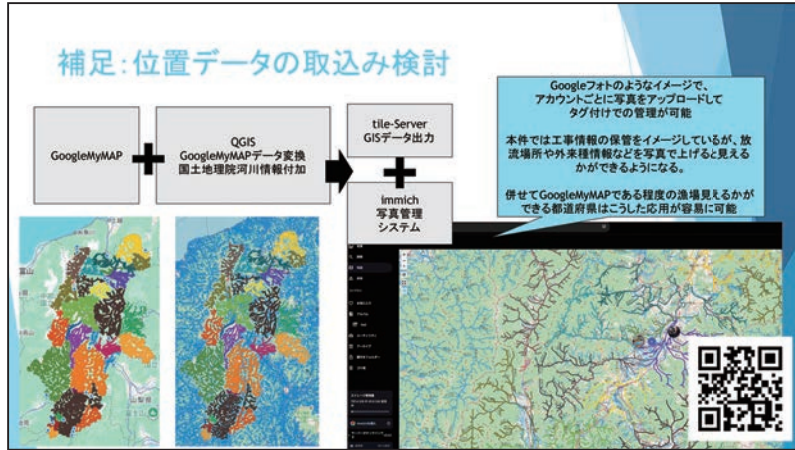 補足：位置データの取込み検討
GoogleMyMAP
QGIS
GoogleMyMAPデータ変換
国土地理院河川情報付加
tile-Server
GISデータ出力
immich
写真管理
システム
Googleフォトのようなイメージで、
アカウントごとに写真をアップロードして
タグ付けでの管理が可能
本件では工事情報の保管をイメージしているが、放
流場所や外来種情報などを写真で上げると見える
かができるようになる。
併せてGoogleMyMAPである程度の漁場見えるかが
できる都道府県はこうした応用が容易に可能
富山
山梨県